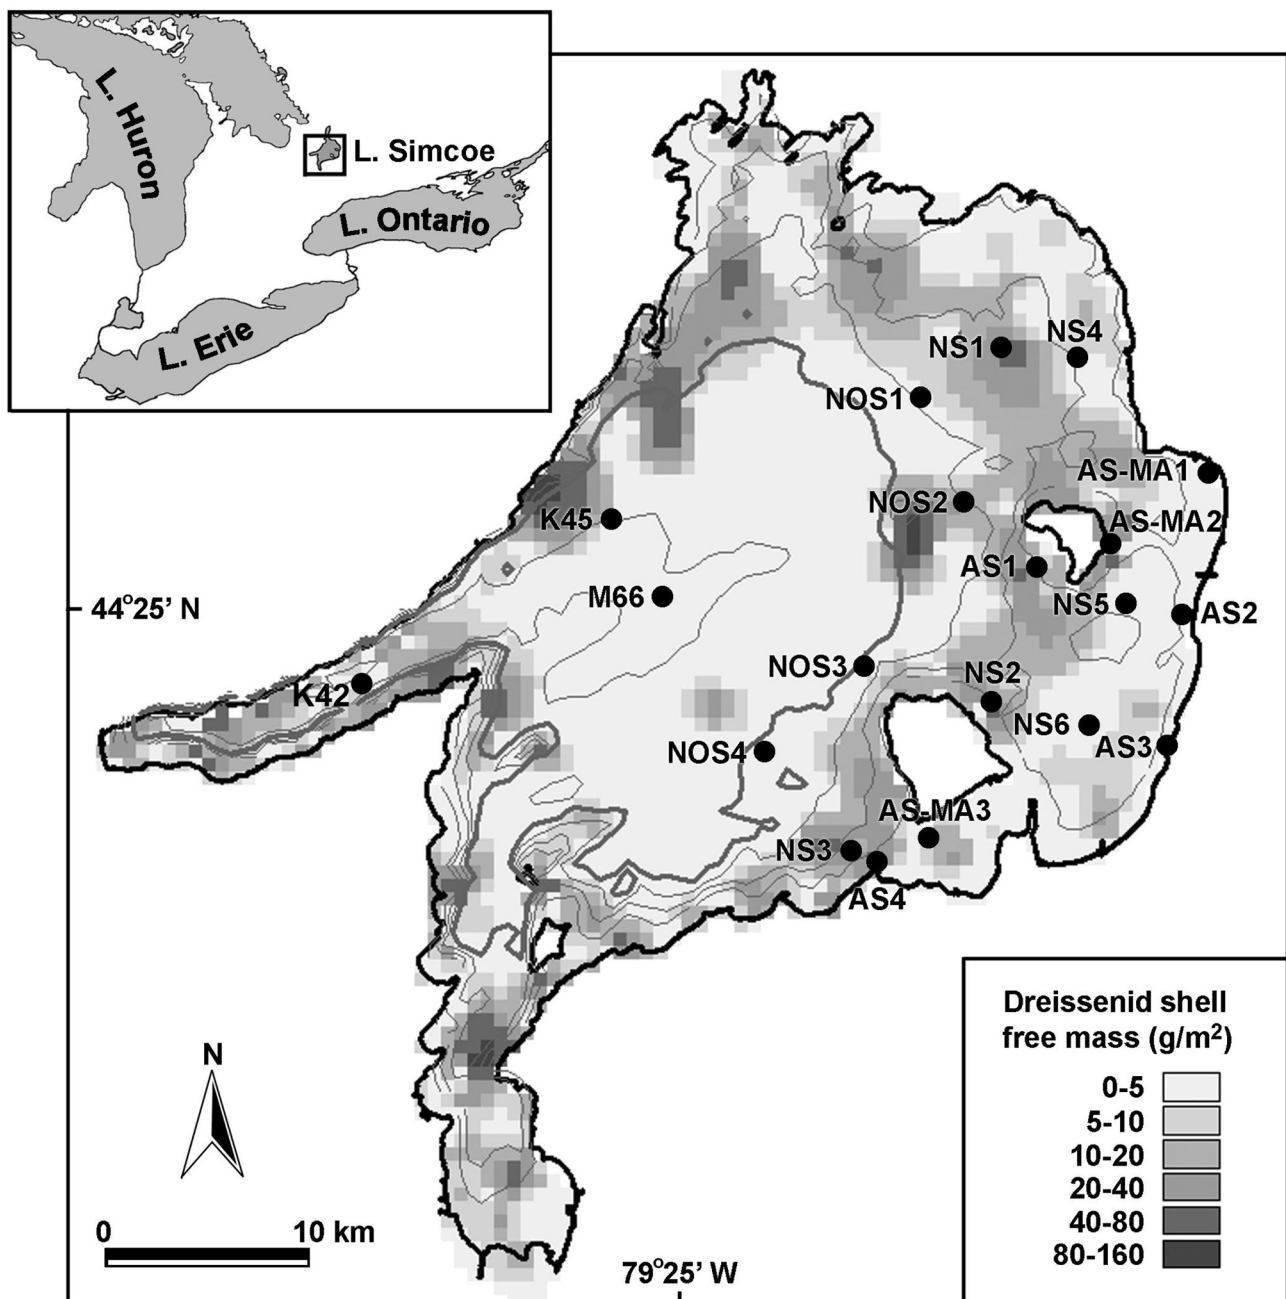 L. Huron
L. Simcoe
L. Ontario
L. Erie
NS1
NS4
NOS1
AS-MA1
NOS2
K45
AS-MA2
AS1
M66
NS5
AS2
44°25' N
NOS3
NS2
K42
NS6
AS3
NOS4
AS-MA3
NS3
AS4
Dreissenid shell
free mass (g/m²)
0-5
5-10
10-20
20-40
40-80
80-160
N
0 10 km
79°25' W